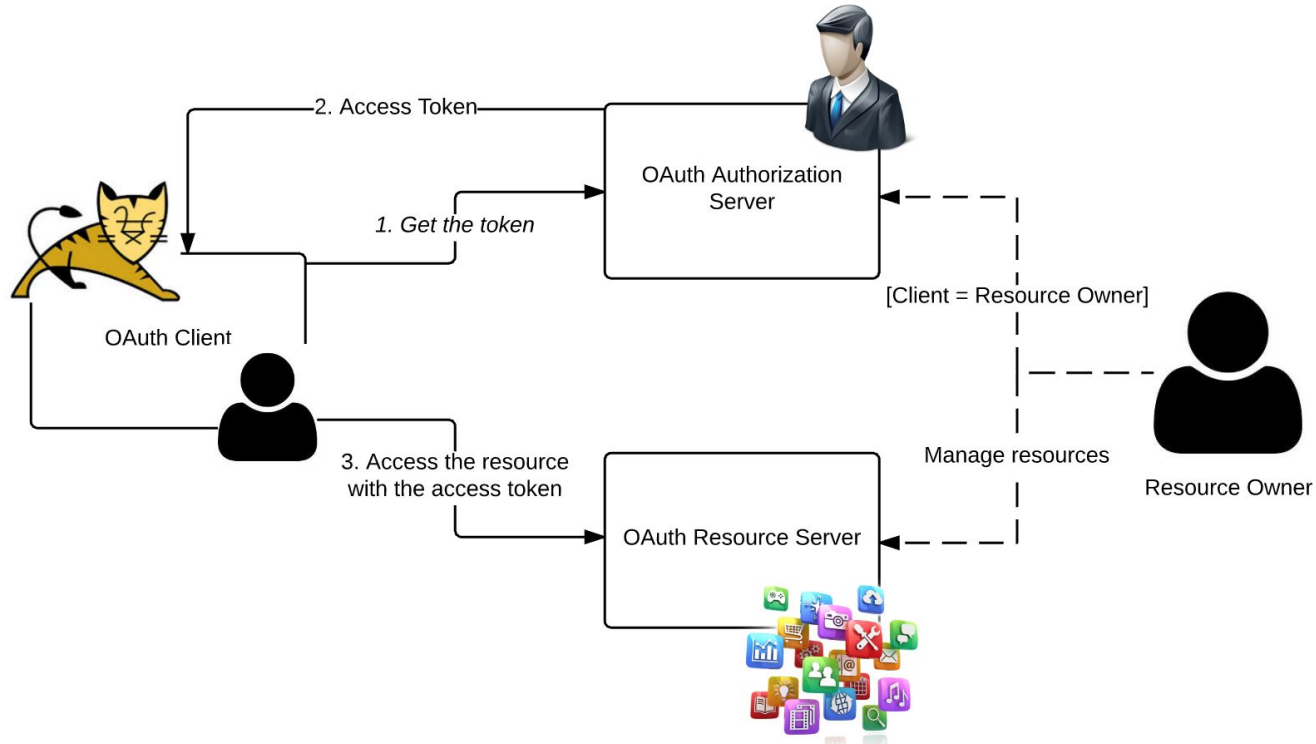 2. Access Token
OAuth Authorization
Server
1. Get the token
[Client = Resource Owner]
OAuth Client
3. Access the resource
with the access token
Manage resources
Resource Owner
OAuth Resource Server
@